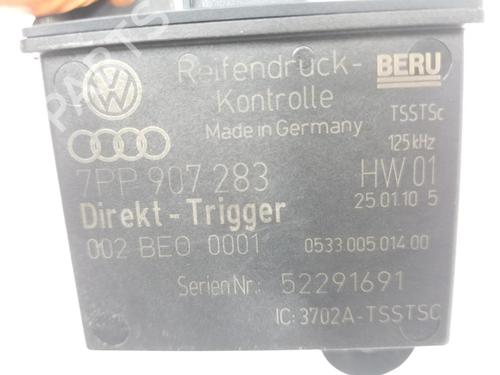 Reifendruck-
Kontrolle
Made in Germany
BERU
TSSTSc
125 kHz
7PP 907 283
HW 01
25.01.10 5
Direkt - Trigger
002 BE0 0001
0533 005 014 00
Serien Nr.: 52291691
IC: 3702A-TSSTSC